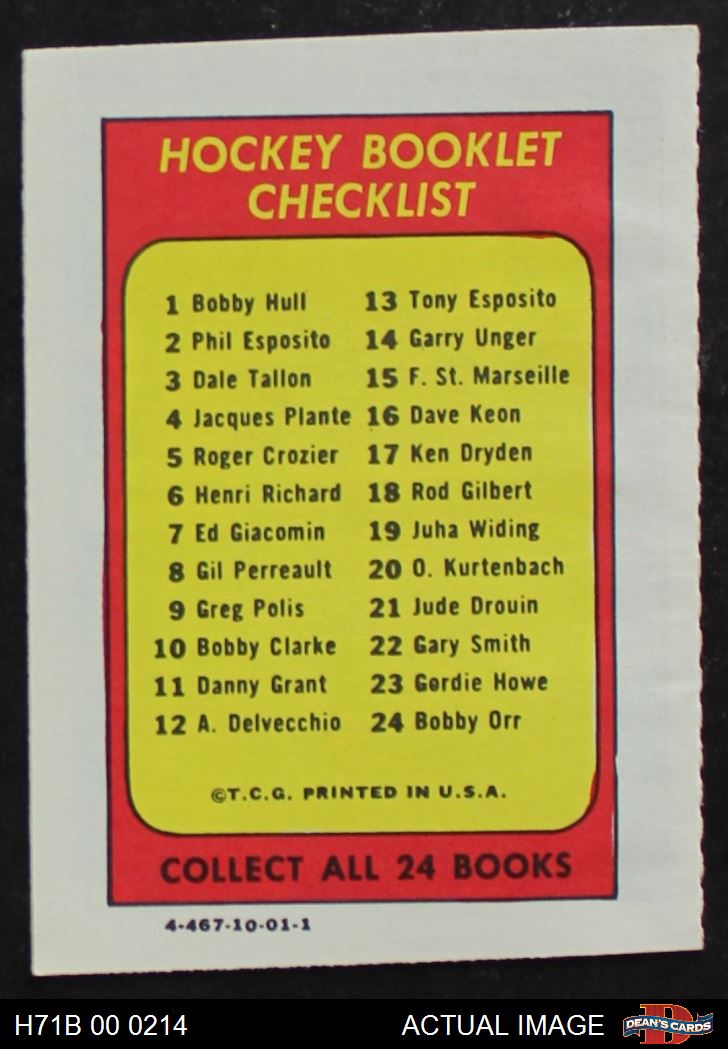 HOCKEY BOOKLET
CHECKLIST
1 Bobby Hull
2 Phil Esposito
3 Dale Tallon
4 Jacques Plante
5 Roger Crozier
6 Henri Richard
7 Ed Giacomin
8 Gil Perreault
9 Greg Polis
10 Bobby Clarke
11 Danny Grant
12 A. Delvecchio
13 Tony Esposito
14 Garry Unger
15 F. St. Marseille
16 Dave Keon
17 Ken Dryden
18 Rod Gilbert
19 Juha Widing
20 O. Kurtenbach
21 Jude Drouin
22 Gary Smith
23 Gordie Howe
24 Bobby Orr
©T.C.G. PRINTED IN U.S.A.
COLLECT ALL 24 BOOKS
4-467-10-01-1
H71B 00 0214 ACTUAL IMAGE
D
DEAN'S CARDS